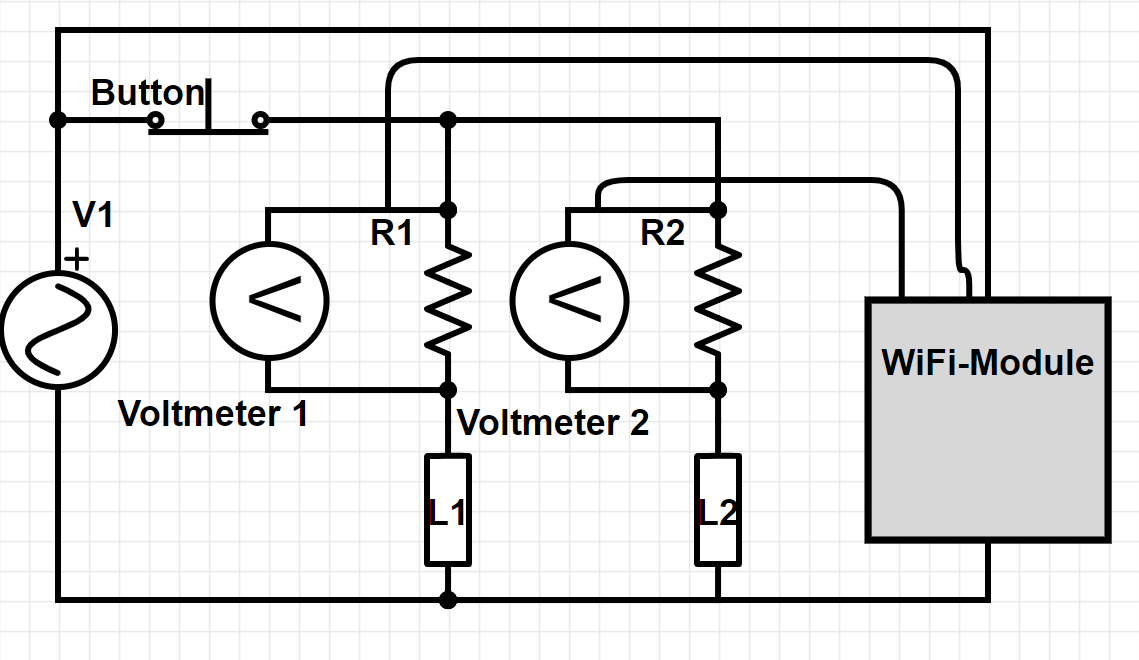 Button
V1
+
R1
R2
V
V
WiFi-Module
Voltmeter 1
Voltmeter 2
L1
L2